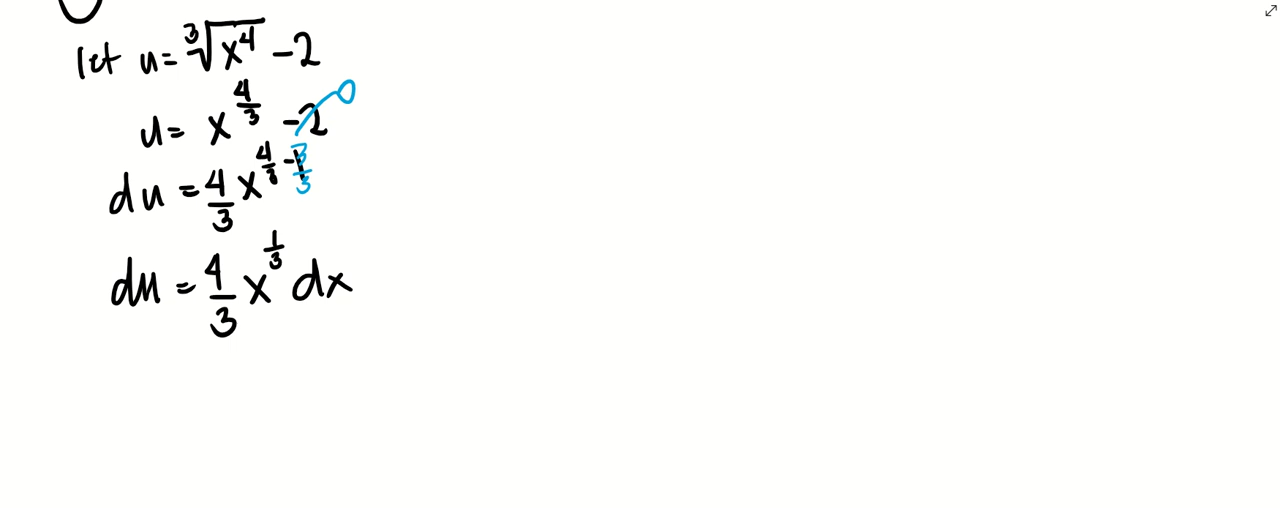 let u = ∛(x⁴) - 2
u = x^(4/3) - 2 0
du = 4/3 x^(4/3 - 1) 3/3
du = 4/3 x^(1/3) dx